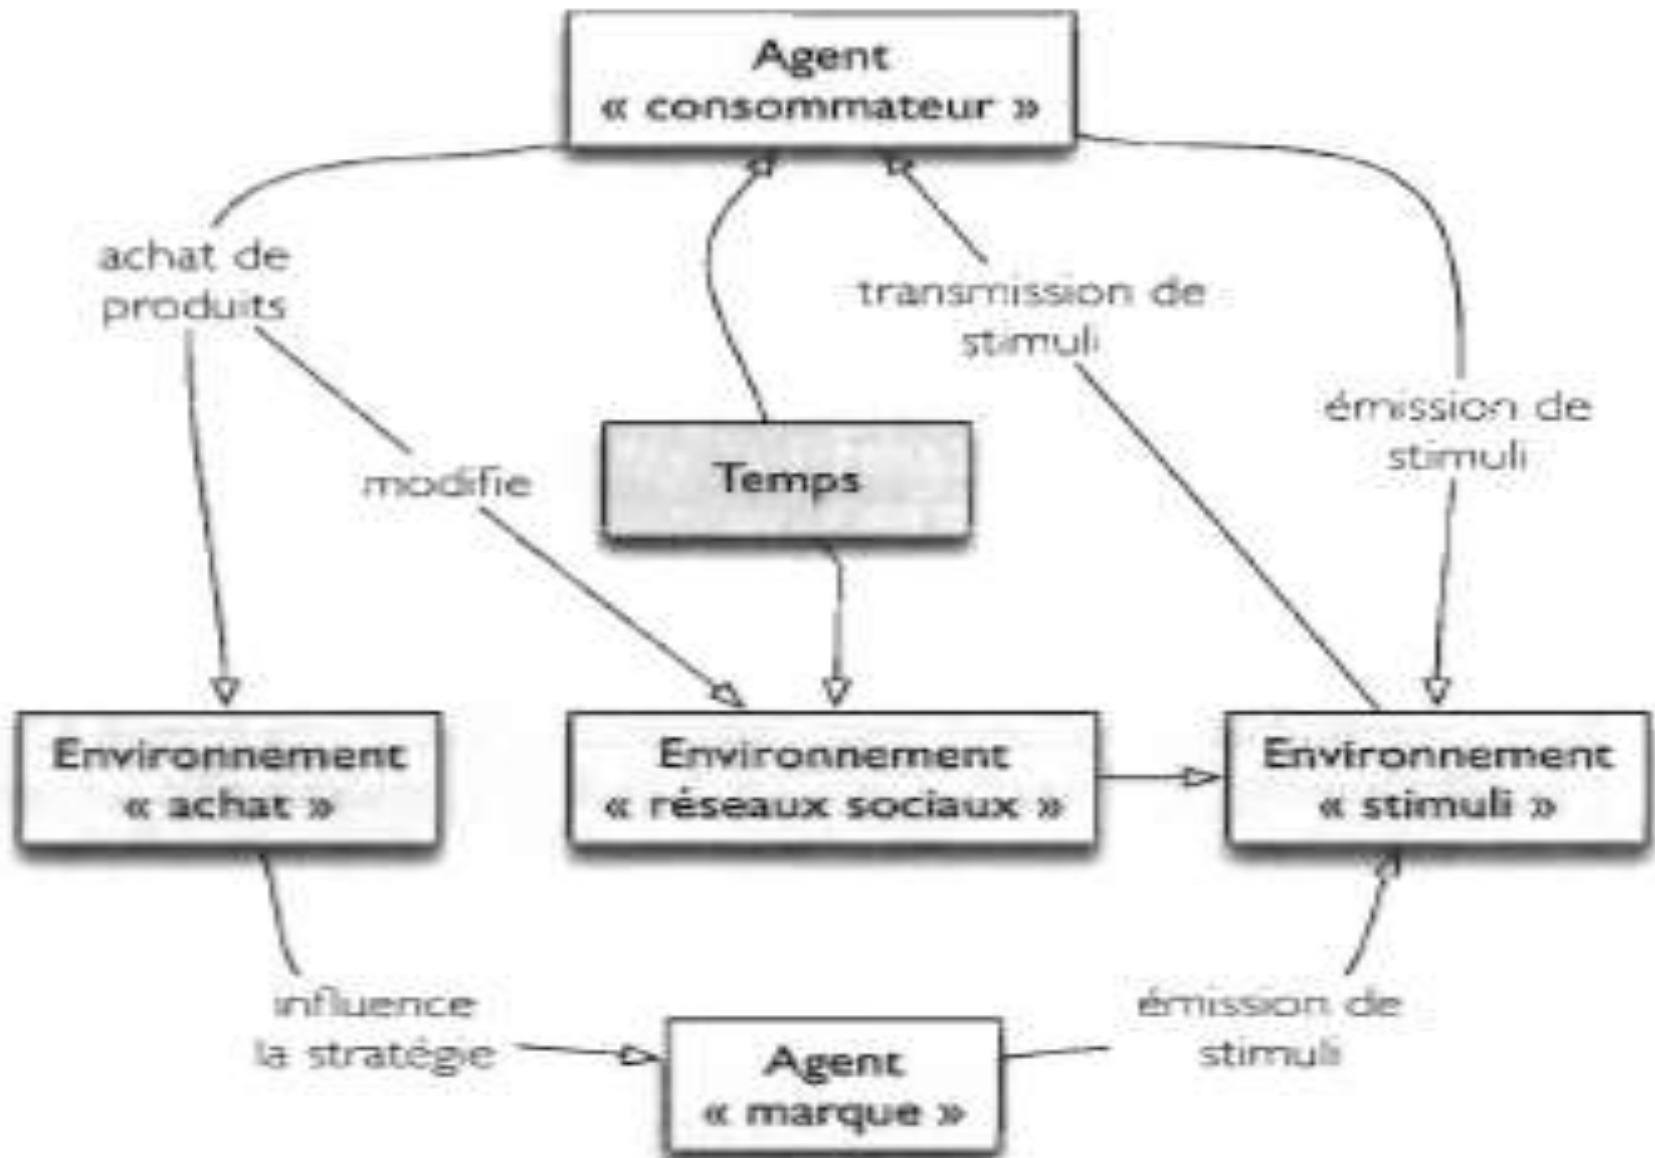 Agent
« consommateur »
achat de
produits
transmission de
stimuli
émission de
stimuli
modifie
Temps
Environnement
« achat »
Environnement
« réseaux sociaux »
Environnement
« stimuli »
influence
la stratégie
émission de
stimuli
Agent
« marque »